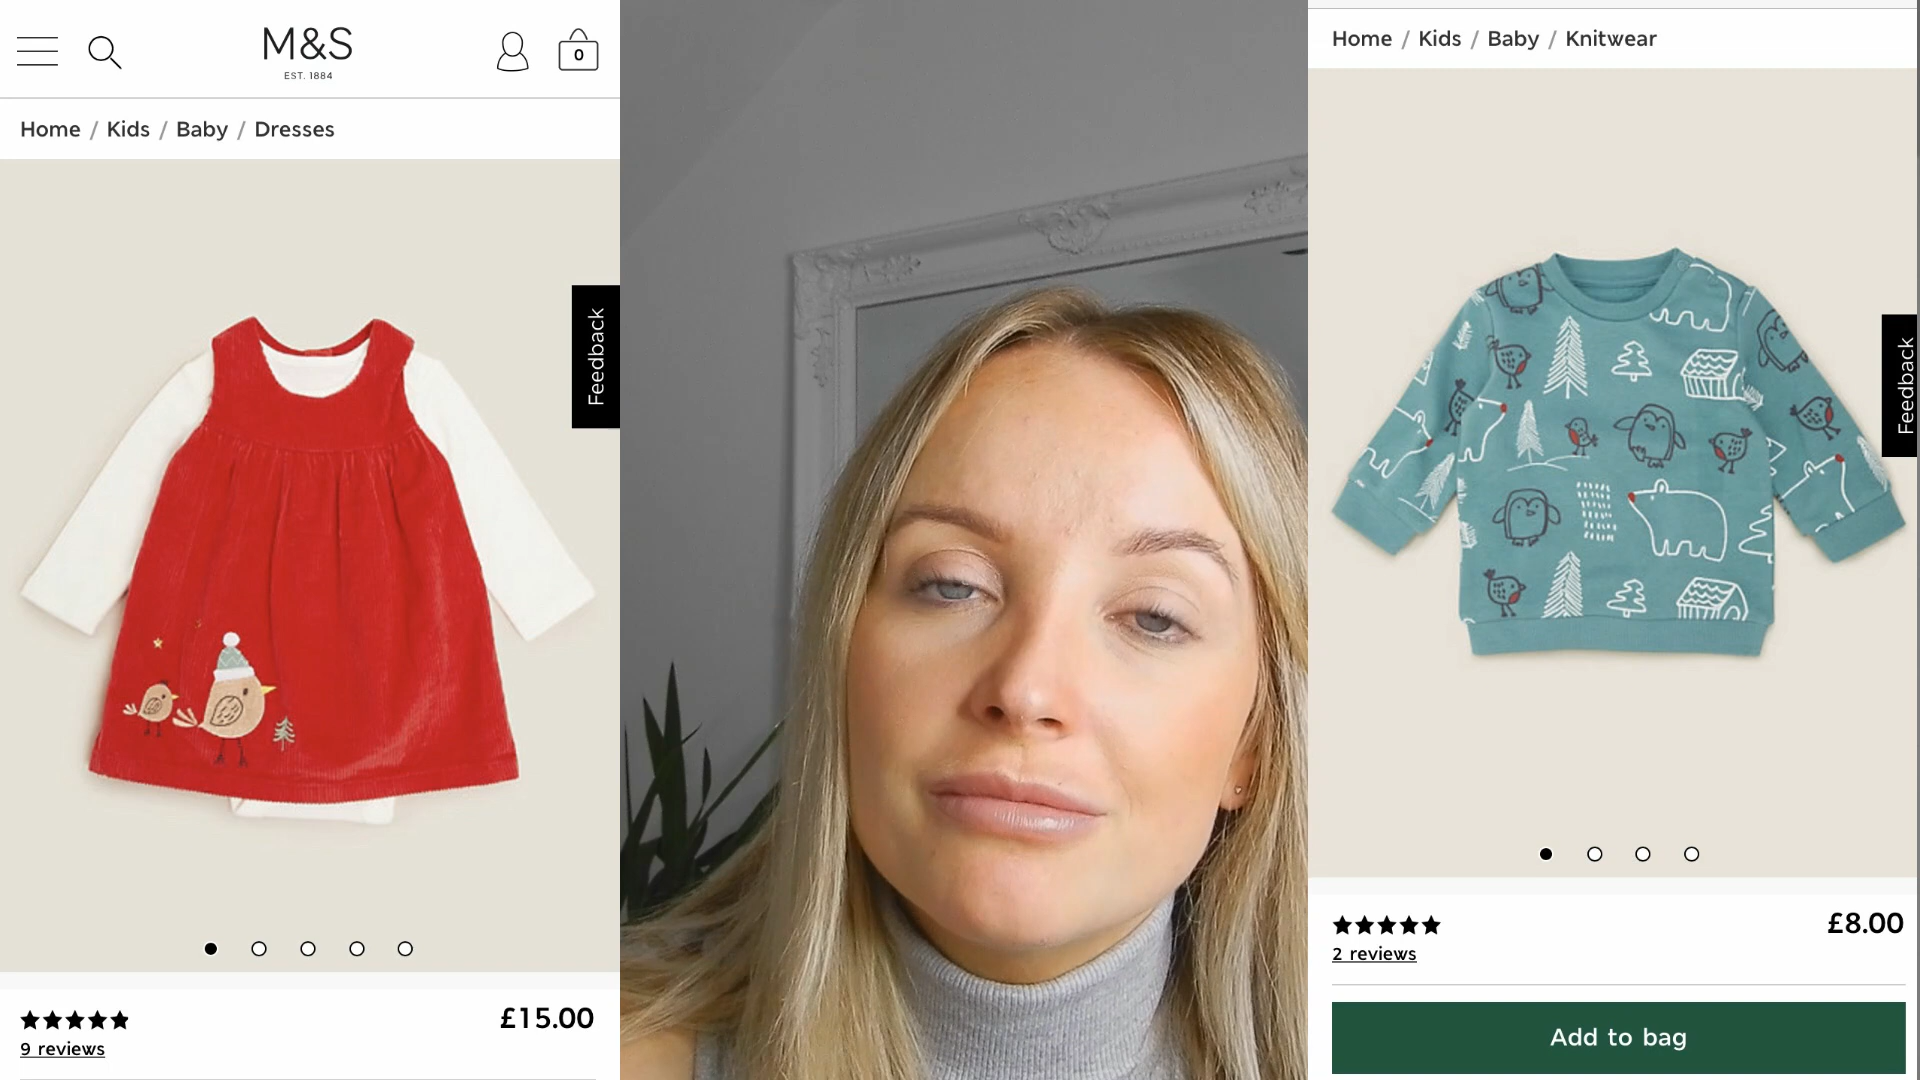 M&S
EST. 1884
0
Home / Kids / Baby / Dresses
Feedback
9 reviews
£15.00
Home / Kids / Baby / Knitwear
Feedback
£8.00
2 reviews
Add to bag